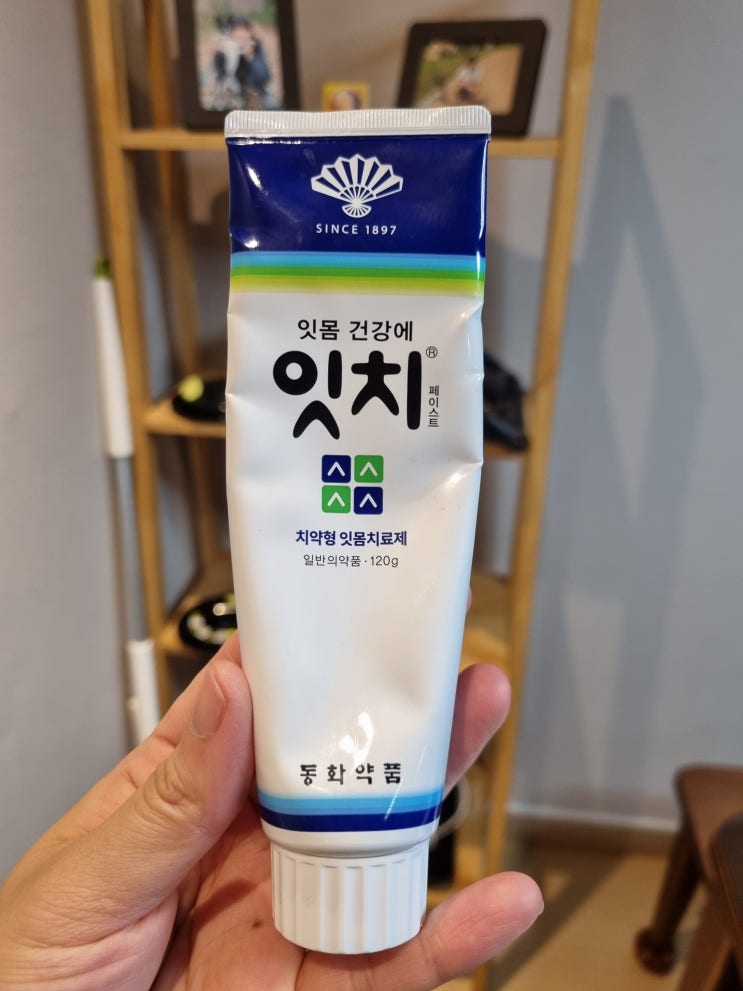 SINCE 1897
잇몸 건강에
잇치®
페이스트
치약형 잇몸치료제
일반의약품 · 120g
동화약품